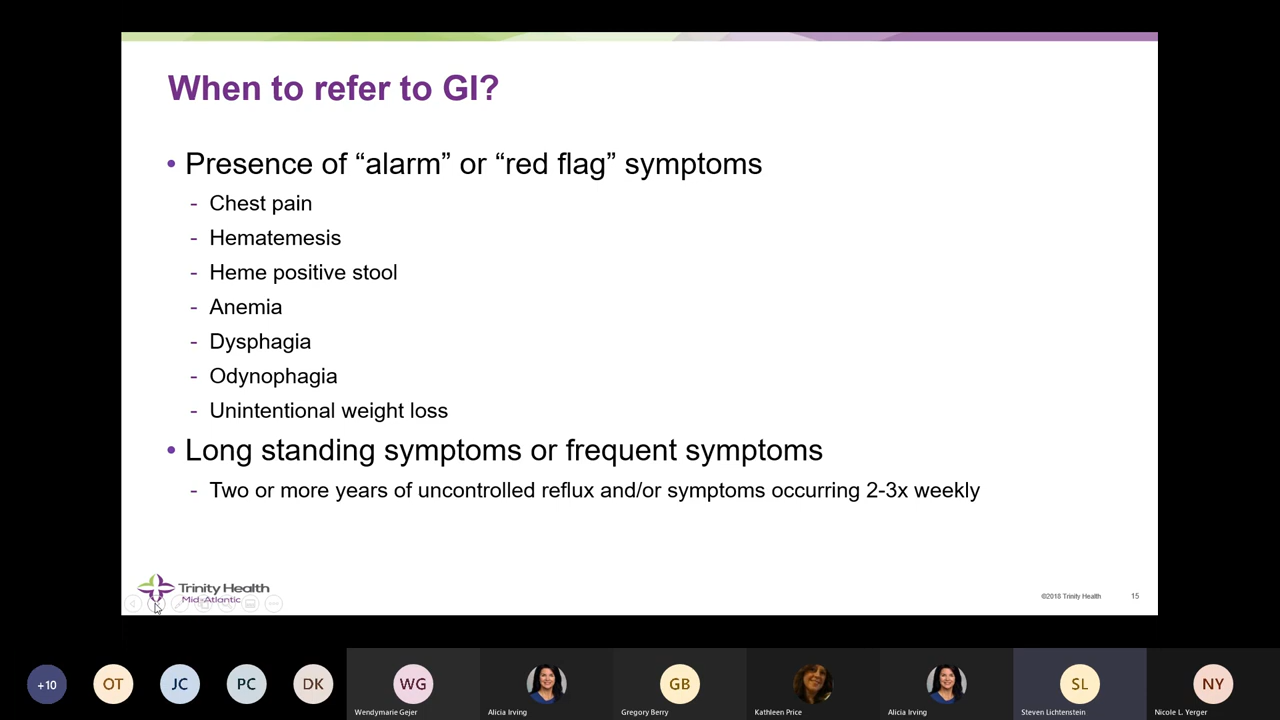 When to refer to GI?
• Presence of “alarm” or “red flag” symptoms
- Chest pain
- Hematemesis
- Heme positive stool
- Anemia
- Dysphagia
- Odynophagia
- Unintentional weight loss
• Long standing symptoms or frequent symptoms
- Two or more years of uncontrolled reflux and/or symptoms occurring 2-3x weekly
Trinity Health
Mid-Atlantic
©2018 Trinity Health 15
+10 OT JC PC DK WG GB SL NY
Wendymarie Gejer Alicia Irving Gregory Berry Kathleen Price Alicia Irving Steven Lichtenstein Nicole L. Yerger